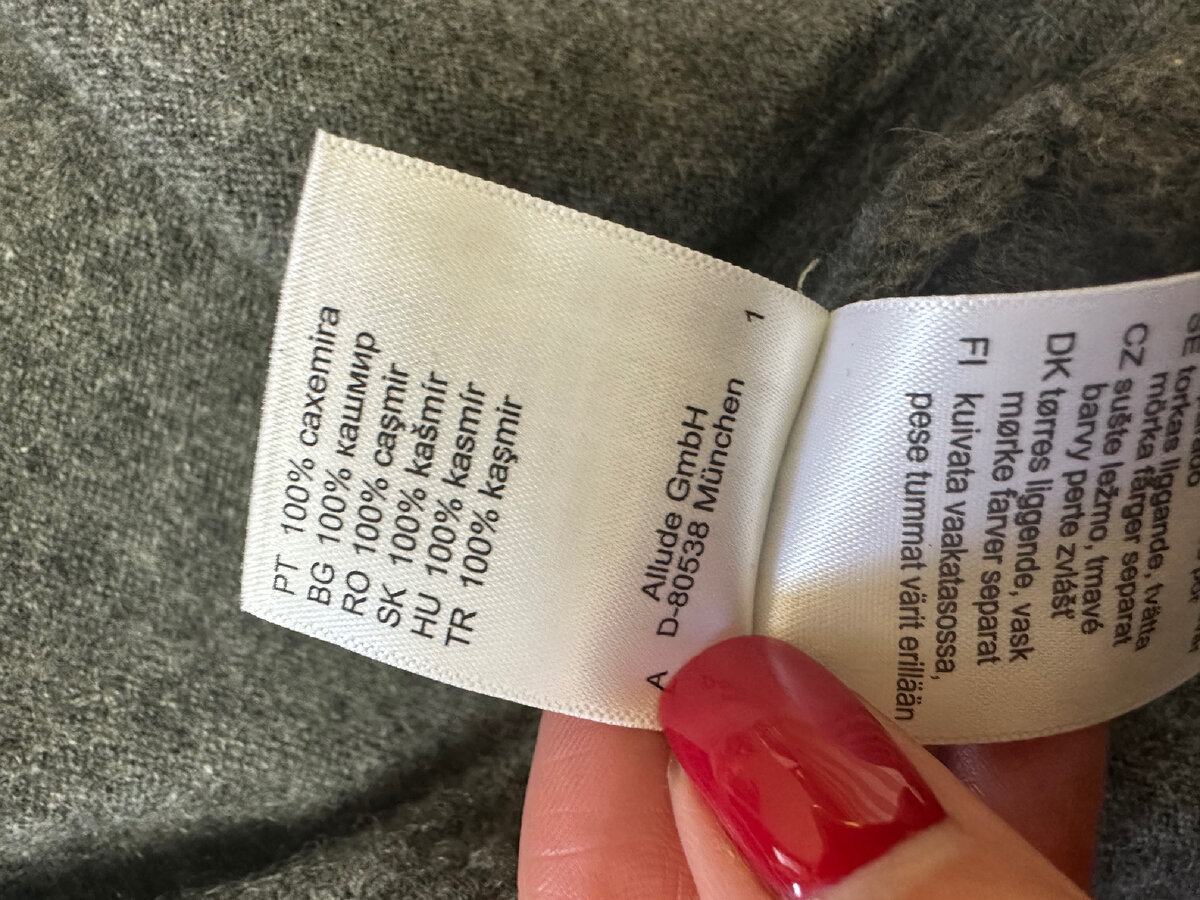 PT 100% caxemira
BG 100% кашмир
RO 100% caşmir
SK 100% kašmír
HU 100% kasmír
TR 100% kaşmir
Allude GmbH
D-80538 München
A 1
torkas liggande, tvätta
mörka färger separat
CZ sušte ležmo, tmavé
barvy perte zvlášť
DK tørres liggende, vask
mørke farver separat
FI kuivata vaakatasossa,
pese tummat värit erillään